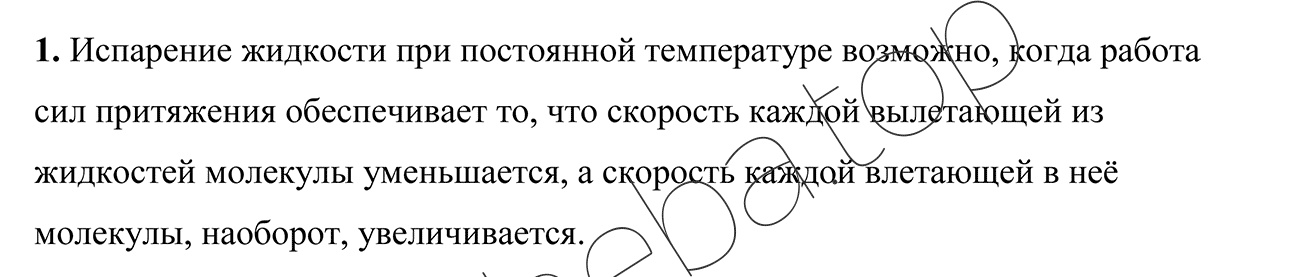 1. Испарение жидкости при постоянной температуре возможно, когда работа
сил притяжения обеспечивает то, что скорость каждой вылетающей из
жидкостей молекулы уменьшается, а скорость каждой влетающей в неё
молекулы, наоборот, увеличивается.